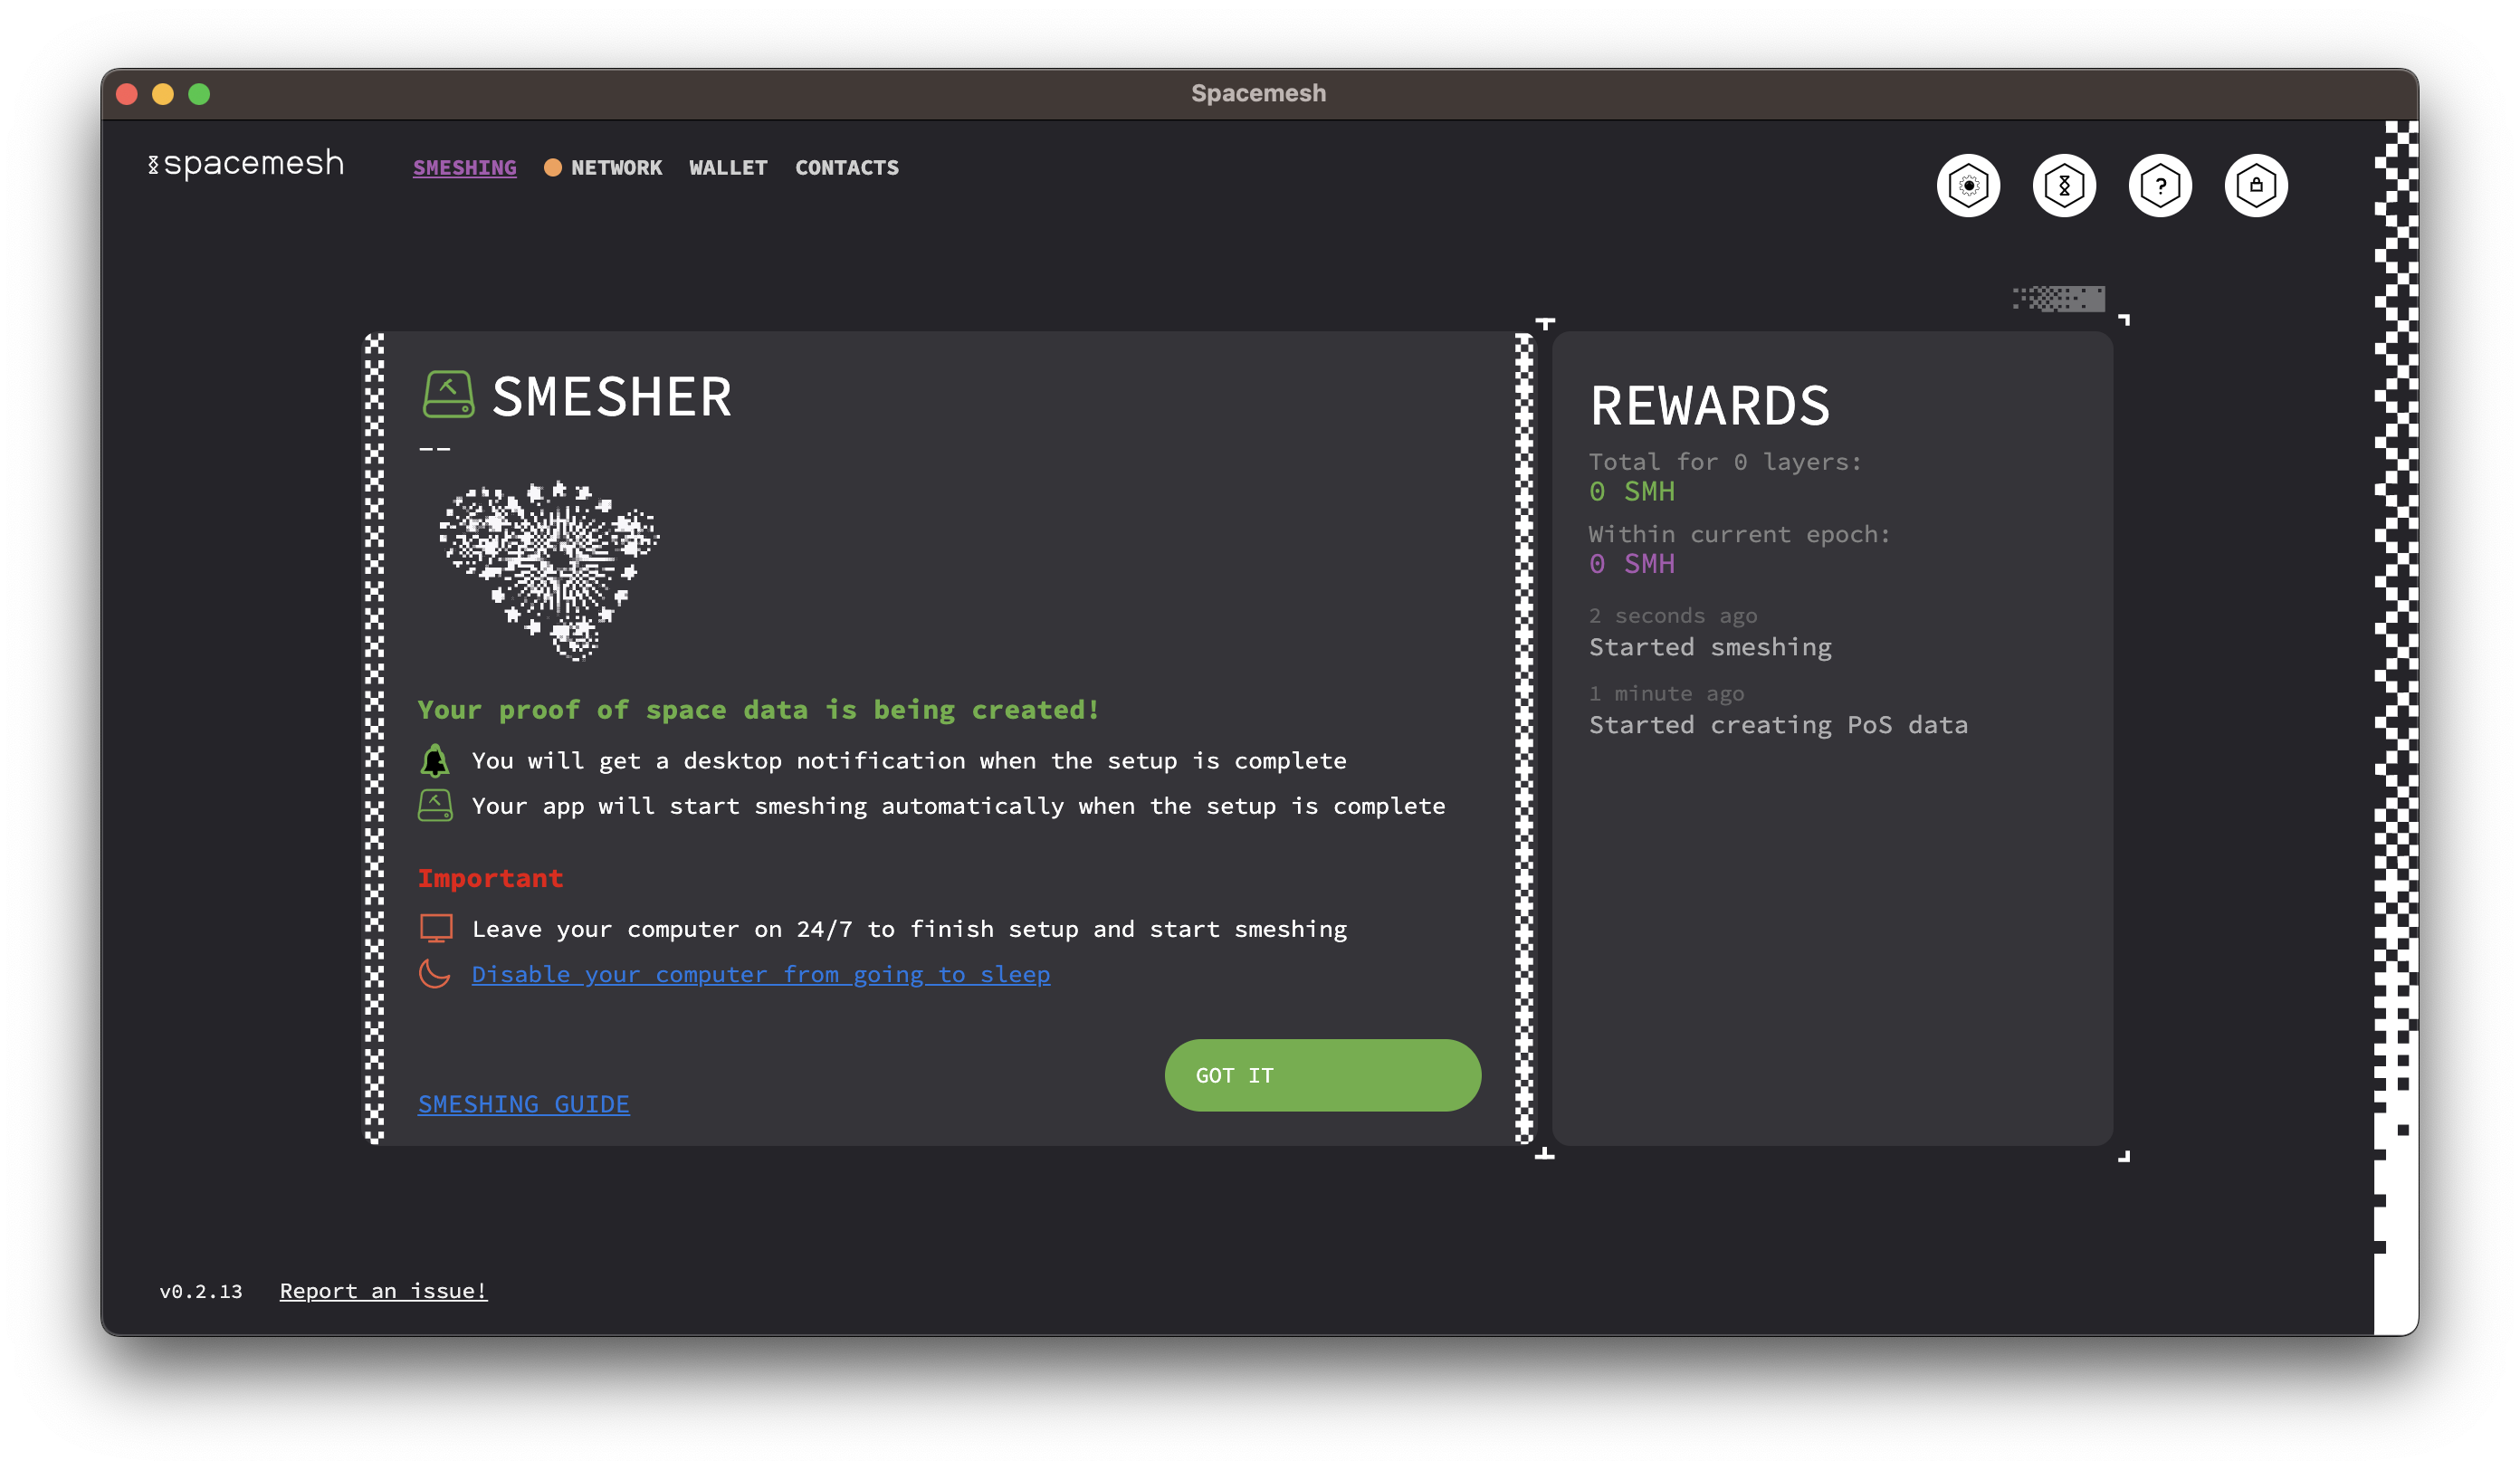 Spacemesh
spacemesh
SMESHING NETWORK WALLET CONTACTS
?
SMESHER
--
Your proof of space data is being created!
You will get a desktop notification when the setup is complete
Your app will start smeshing automatically when the setup is complete
Important
Leave your computer on 24/7 to finish setup and start smeshing
Disable your computer from going to sleep
SMESHING GUIDE
GOT IT
REWARDS
Total for 0 layers:
0 SMH
Within current epoch:
0 SMH
2 seconds ago
Started smeshing
1 minute ago
Started creating PoS data
v0.2.13 Report an issue!